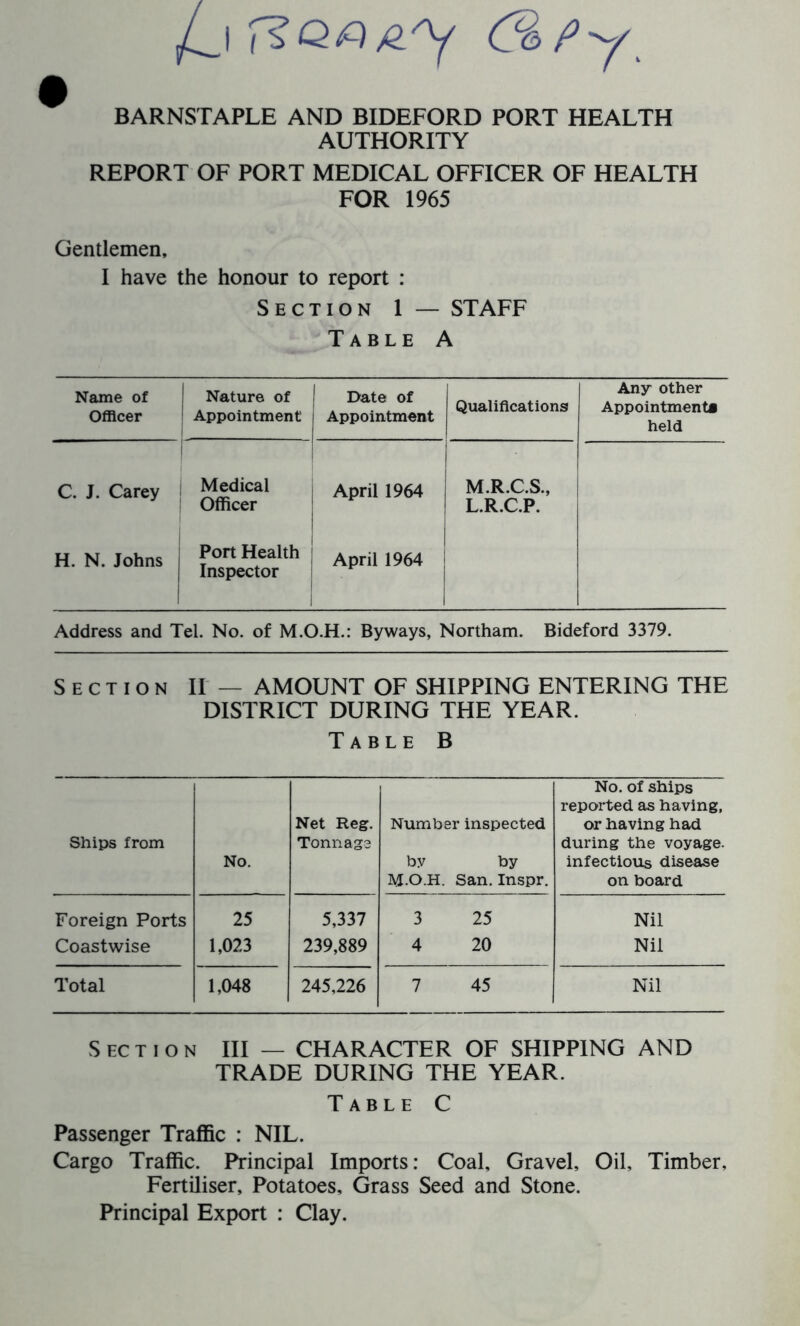 LIBRARY COPY.
BARNSTAPLE AND BIDEFORD PORT HEALTH
AUTHORITY
REPORT OF PORT MEDICAL OFFICER OF HEALTH
FOR 1965
Gentlemen,
I have the honour to report :
SECTION 1 — STAFF
TABLE A
Name of Officer | Nature of Appointment | Date of Appointment | Qualifications | Any other Appointments held
C. J. Carey | Medical Officer | April 1964 | M.R.C.S., L.R.C.P.
H. N. Johns | Port Health Inspector | April 1964
Address and Tel. No. of M.O.H.: Byways, Northam. Bideford 3379.
SECTION II — AMOUNT OF SHIPPING ENTERING THE
DISTRICT DURING THE YEAR.
TABLE B
Ships from | No. | Net Reg. Tonnage | Number inspected by M.O.H. by San. Inspr. | No. of ships reported as having, or having had during the voyage. infectious disease on board
Foreign Ports 25 5,337 3 25 Nil
Coastwise 1,023 239,889 4 20 Nil
Total 1,048 245,226 7 45 Nil
SECTION III — CHARACTER OF SHIPPING AND
TRADE DURING THE YEAR.
TABLE C
Passenger Traffic : NIL.
Cargo Traffic. Principal Imports: Coal, Gravel, Oil, Timber,
Fertiliser, Potatoes, Grass Seed and Stone.
Principal Export : Clay.